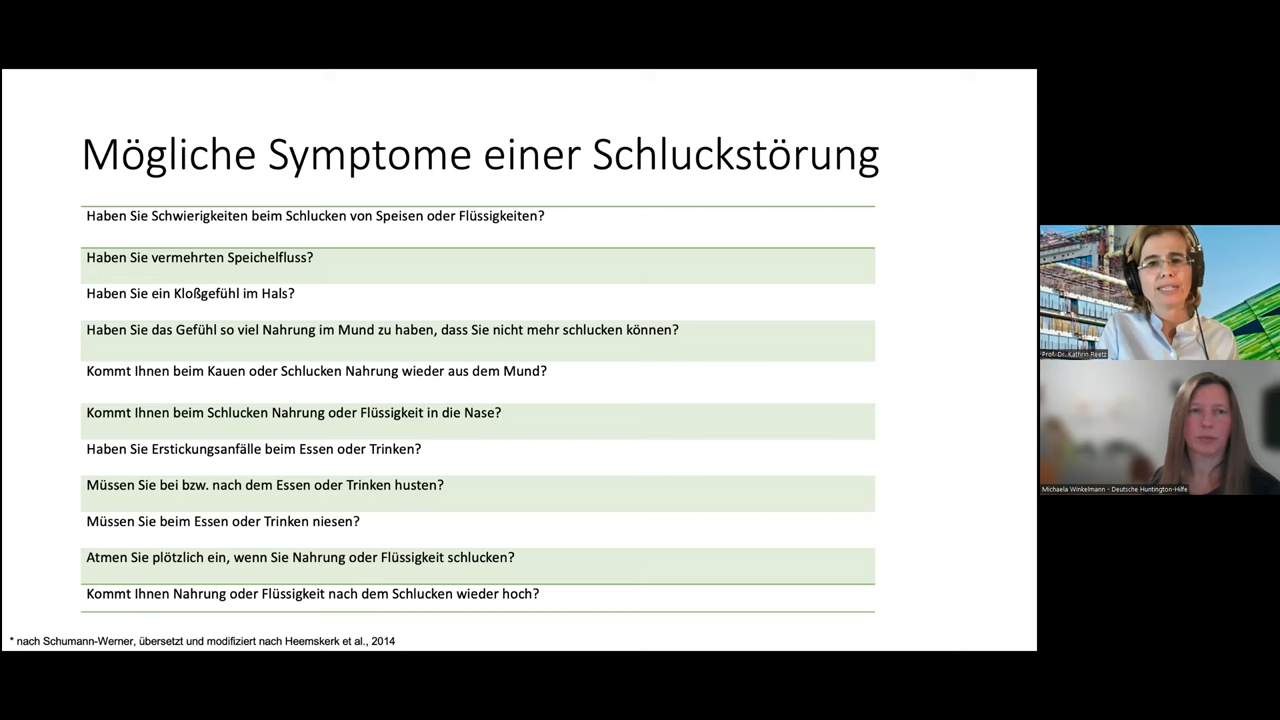 Mögliche Symptome einer Schluckstörung
Haben Sie Schwierigkeiten beim Schlucken von Speisen oder Flüssigkeiten?
Haben Sie vermehrten Speichelfluss?
Haben Sie ein Kloßgefühl im Hals?
Haben Sie das Gefühl so viel Nahrung im Mund zu haben, dass Sie nicht mehr schlucken können?
Kommt Ihnen beim Kauen oder Schlucken Nahrung wieder aus dem Mund?
Kommt Ihnen beim Schlucken Nahrung oder Flüssigkeit in die Nase?
Haben Sie Erstickungsanfälle beim Essen oder Trinken?
Müssen Sie bei bzw. nach dem Essen oder Trinken husten?
Müssen Sie beim Essen oder Trinken niesen?
Atmen Sie plötzlich ein, wenn Sie Nahrung oder Flüssigkeit schlucken?
Kommt Ihnen Nahrung oder Flüssigkeit nach dem Schlucken wieder hoch?
* nach Schumann-Werner, übersetzt und modifiziert nach Heemskerk et al., 2014
Prof. Dr. Kathrin Reetz
Michaela Winkelmann - Deutsche Huntington-Hilfe